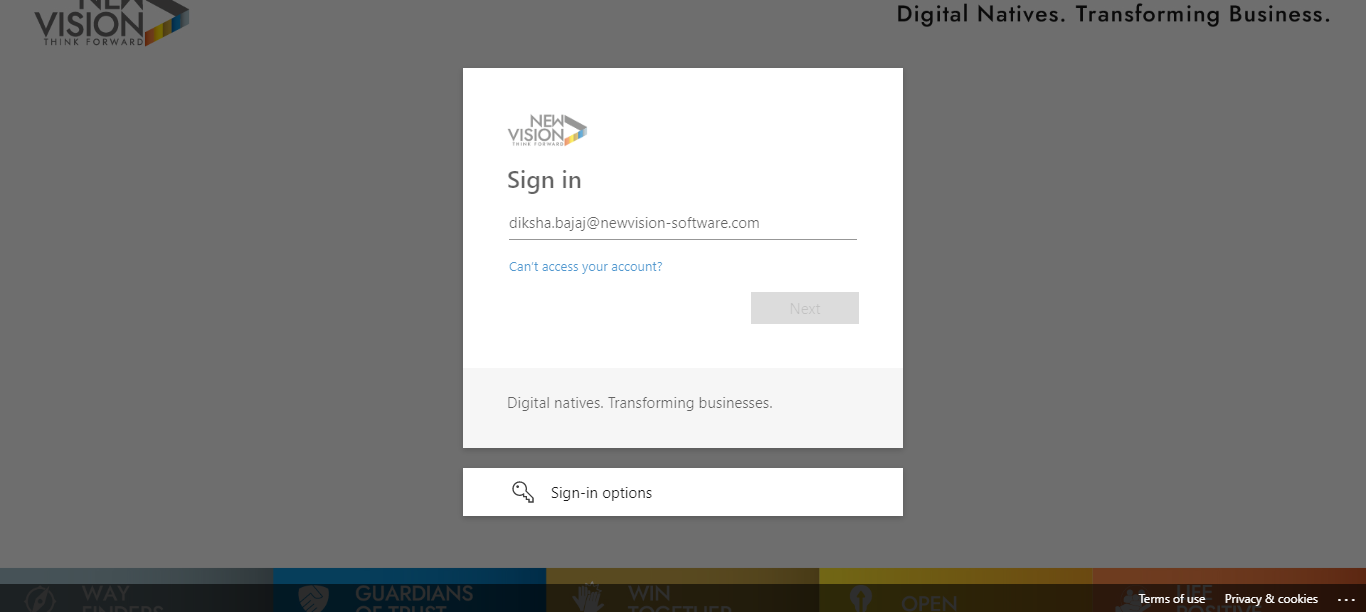 NEW
VISION
THINK FORWARD
Digital Natives. Transforming Business.
NEW
VISION
THINK FORWARD
Sign in
diksha.bajaj@newvision-software.com
Can't access your account?
Next
Digital natives. Transforming businesses.
Sign-in options
WAY
FINDERS
GUARDIANS
OF TRUST
WIN
TOGETHER
OPEN
LIFE
POSITIVE
Terms of use
Privacy & cookies
...